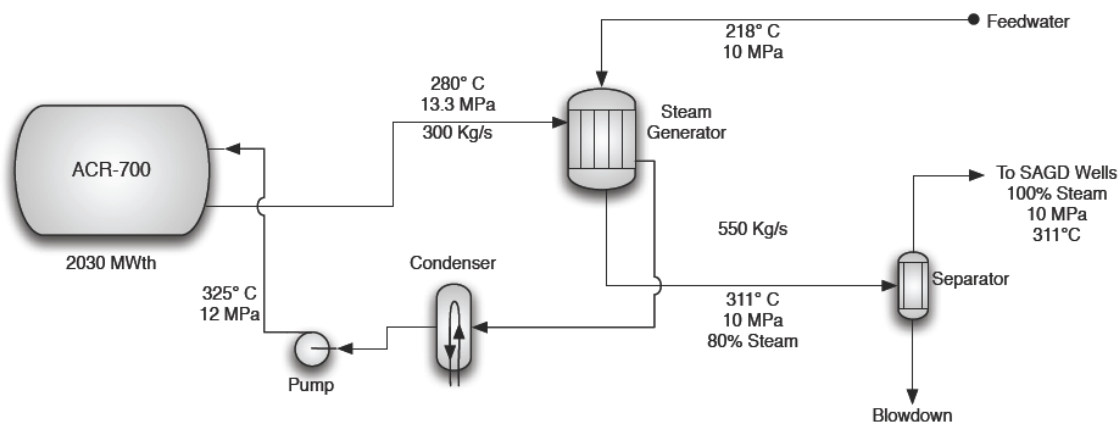 218° C
10 MPa
Feedwater
280° C
13.3 MPa
300 Kg/s
Steam
Generator
ACR-700
To SAGD Wells
100% Steam
10 MPa
311°C
550 Kg/s
2030 MWth
Condenser
Separator
325° C
12 MPa
311° C
10 MPa
80% Steam
Pump
Blowdown